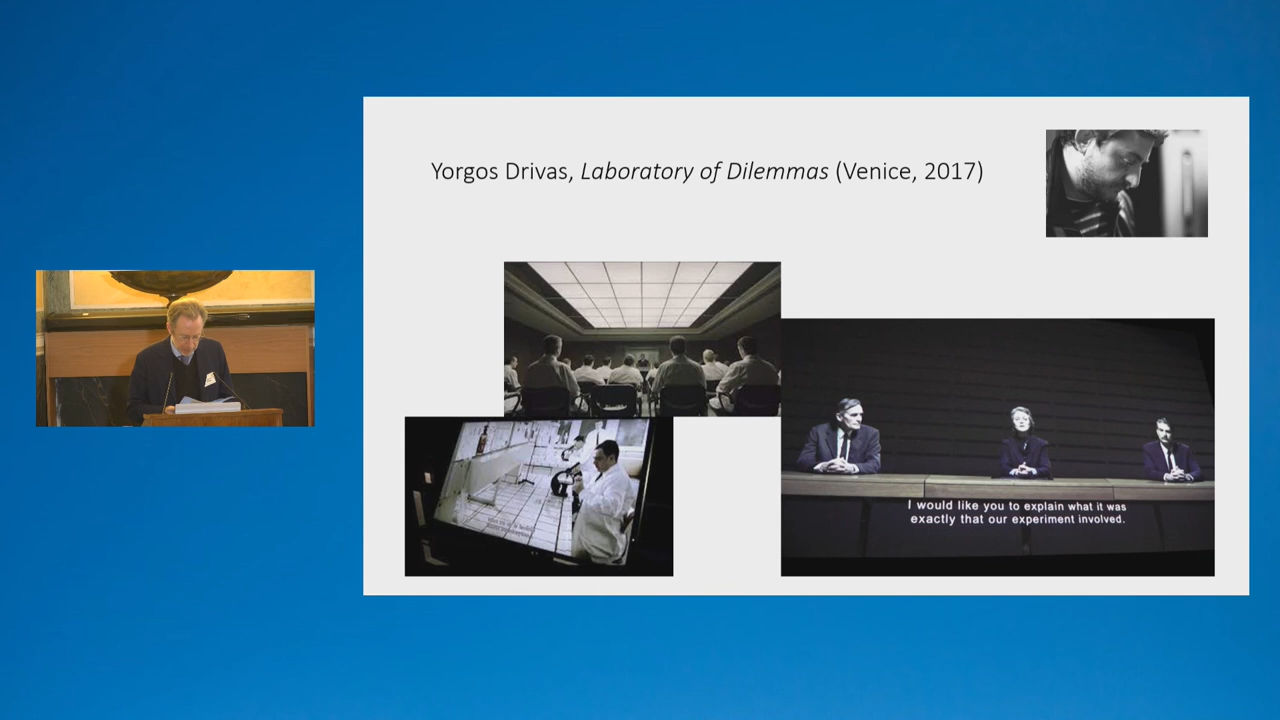 Yorgos Drivas, Laboratory of Dilemmas (Venice, 2017)
I would like you to explain what it was
exactly that our experiment involved.